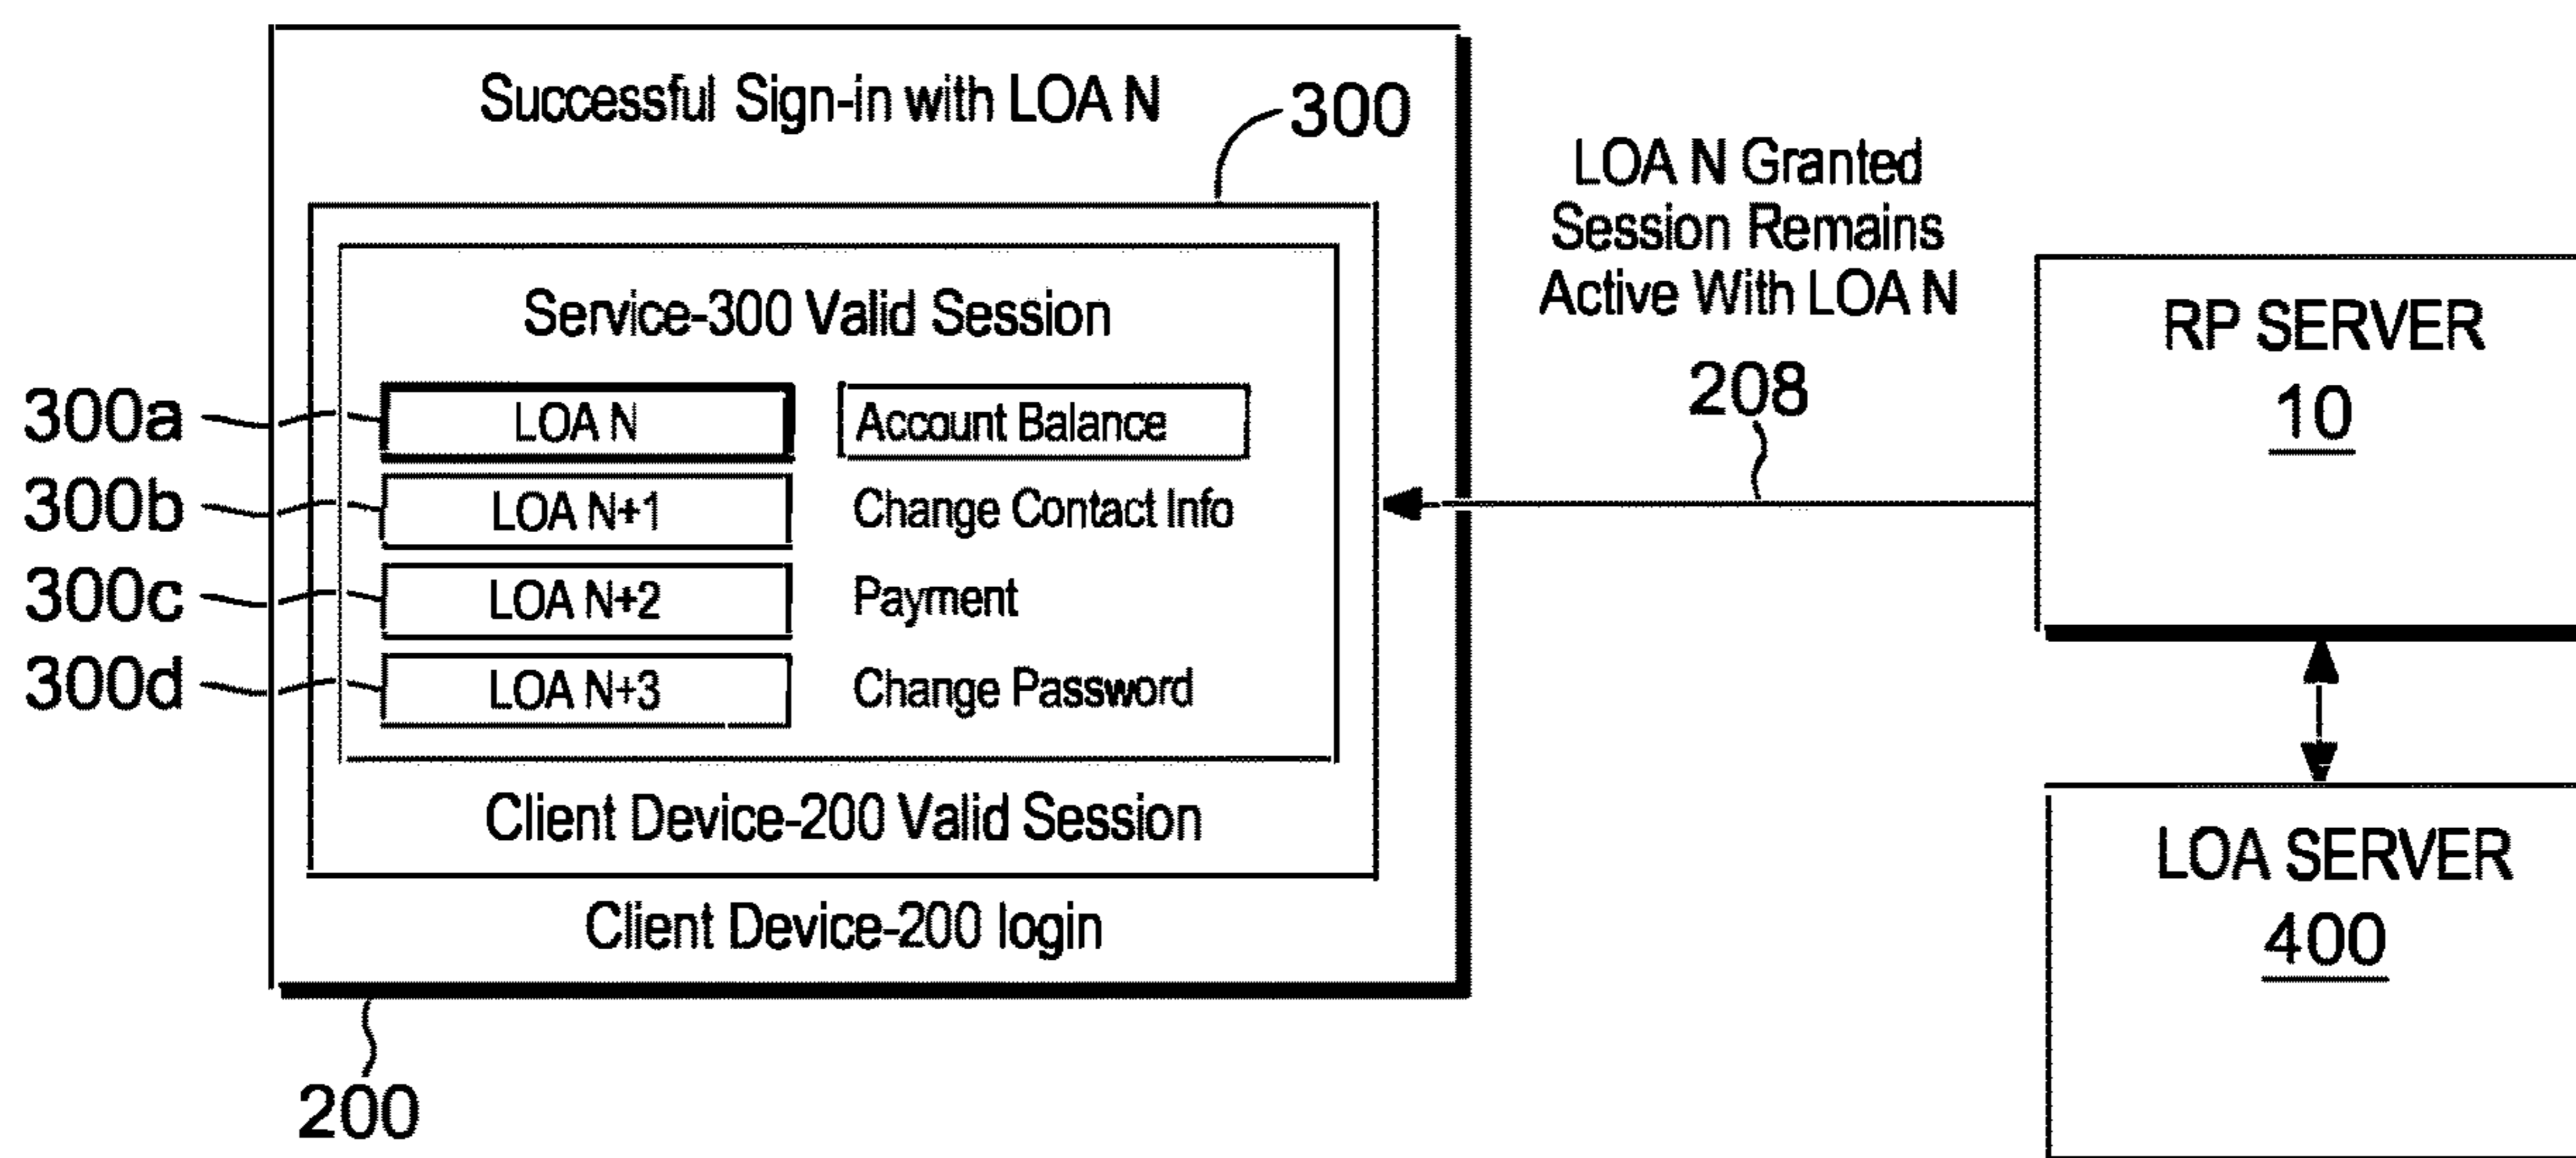 Successful Sign-in with LOA N
300
Service-300 Valid Session
300a
LOA N
Account Balance
300b
LOA N+1
Change Contact Info
300c
LOA N+2
Payment
300d
LOA N+3
Change Password
Client Device-200 Valid Session
Client Device-200 login
200
LOA N Granted
Session Remains
Active With LOA N
208
RP SERVER
10
LOA SERVER
400